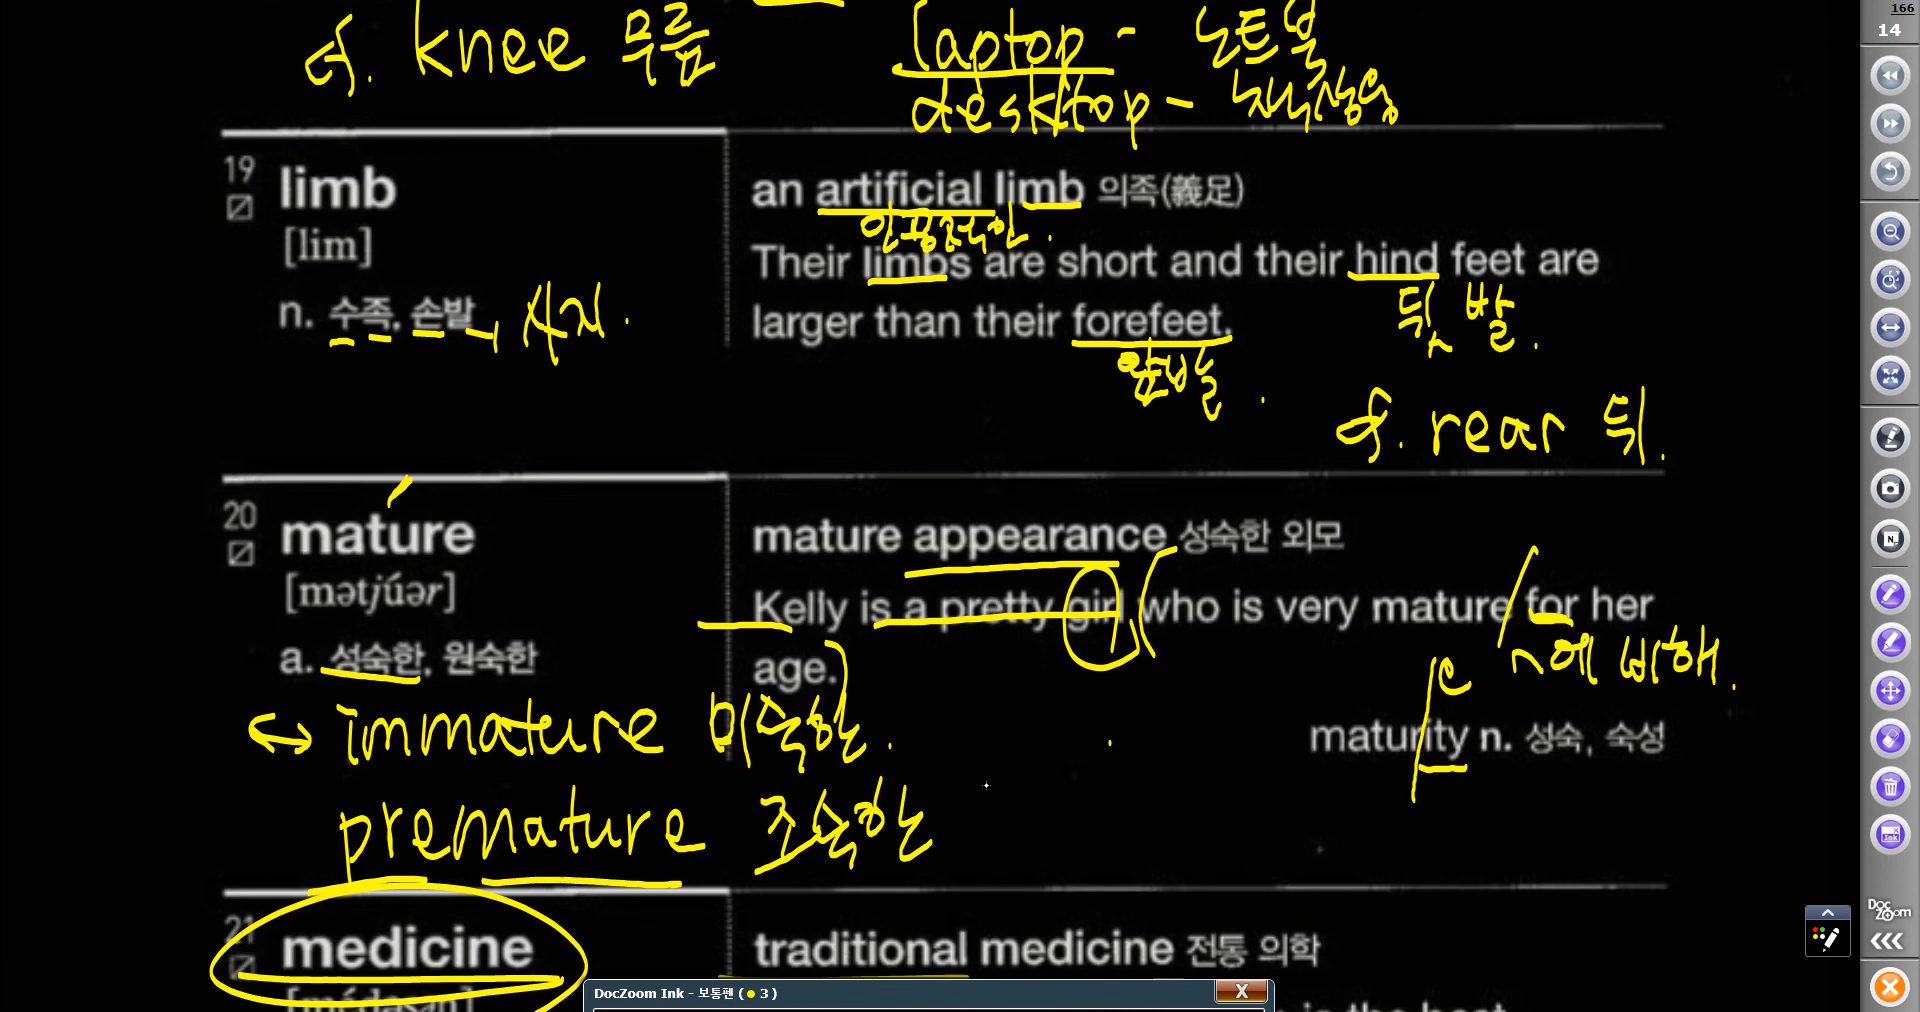 166
14
cf. knee 무릎
laptop - 노트북
desktop -
19
limb
[lim]
n. 수족, 손발 - 사지.
an artificial limb 의족(義足)
인공적인.
Their limbs are short and their hind feet are
뒷 발.
larger than their forefeet.
앞발.
cf. rear 뒤.
20
mature
[mətjúər]
a. 성숙한, 원숙한
↔ immature 미숙한.
premature 조숙한
mature appearance 성숙한 외모
Kelly is a pretty girl who is very mature for her
~에 비해.
age.
maturity n. 성숙, 숙성
21
medicine
traditional medicine 전통 의학
DocZoom Ink - 보통펜 ( 3 )
DocZoom